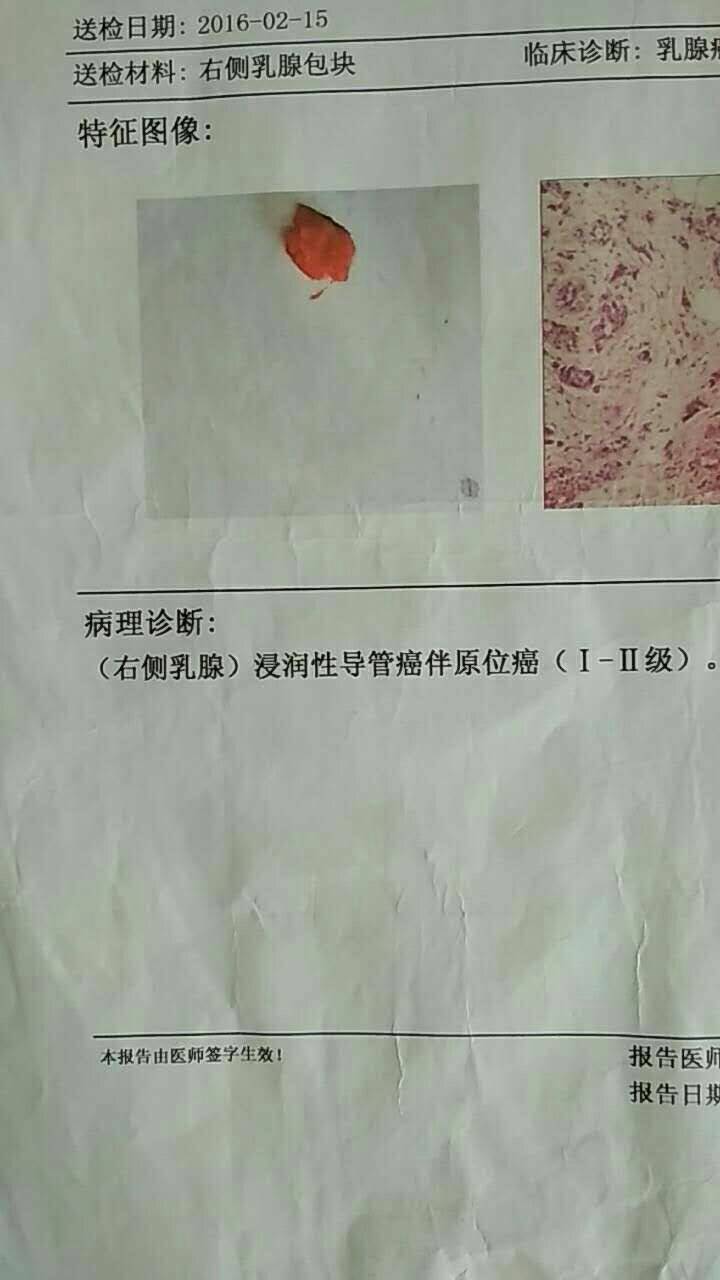 送检日期：2016-02-15
送检材料：右侧乳腺包块 临床诊断：乳腺癌
特征图像：
病理诊断：
（右侧乳腺）浸润性导管癌伴原位癌（Ⅰ-Ⅱ级）。
本报告由医师签字生效！
报告医师
报告日期